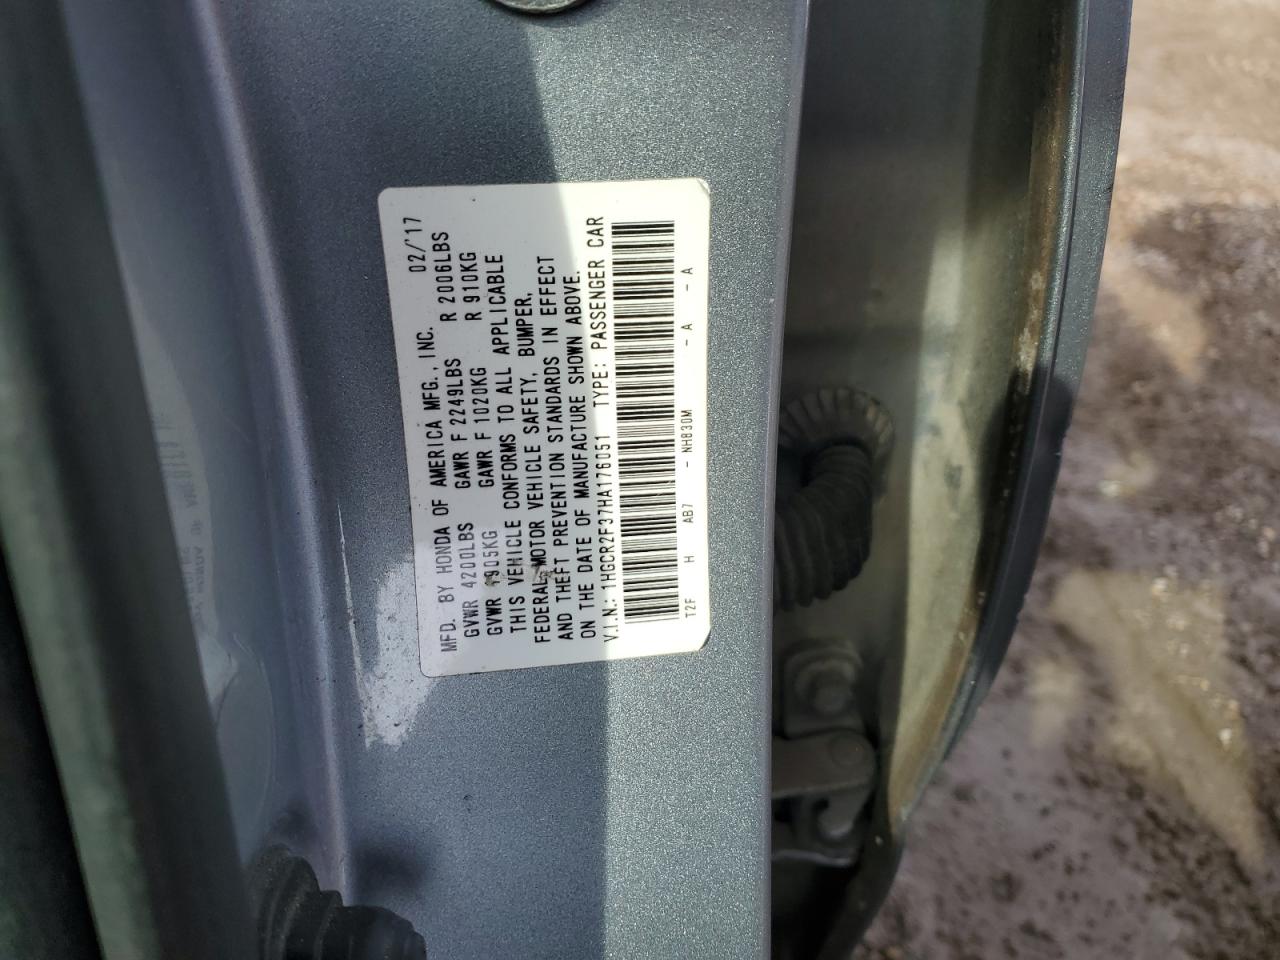 MFD. BY HONDA OF AMERICA MFG., INC. 02/'17
GVWR 4200LBS GAWR F 2249LBS R 2006LBS
GVWR 1905KG GAWR F 1020KG R 910KG
THIS VEHICLE CONFORMS TO ALL APPLICABLE
FEDERAL MOTOR VEHICLE SAFETY, BUMPER,
AND THEFT PREVENTION STANDARDS IN EFFECT
ON THE DATE OF MANUFACTURE SHOWN ABOVE.
V.I.N.: 1HGCR2F37HA176051 TYPE: PASSENGER CAR
T2F H AB7 - NH830M - A - A